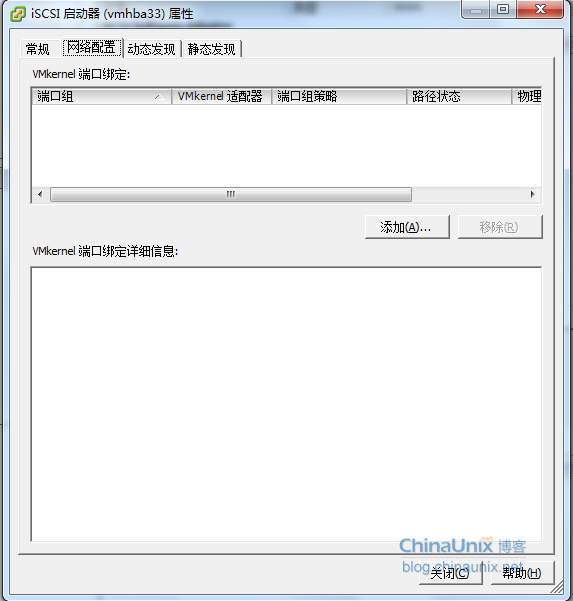 iSCSI 启动器 (vmhba33) 属性
常规 网络配置 动态发现 静态发现
VMkernel 端口绑定:
端口组 VMkernel 适配器 端口组策略 路径状态 物理
添加(A)... 移除(R)
VMkernel 端口绑定详细信息:
ChinaUnix.net 博客
blog.chinaunix.net
关闭(C) 帮助(H)